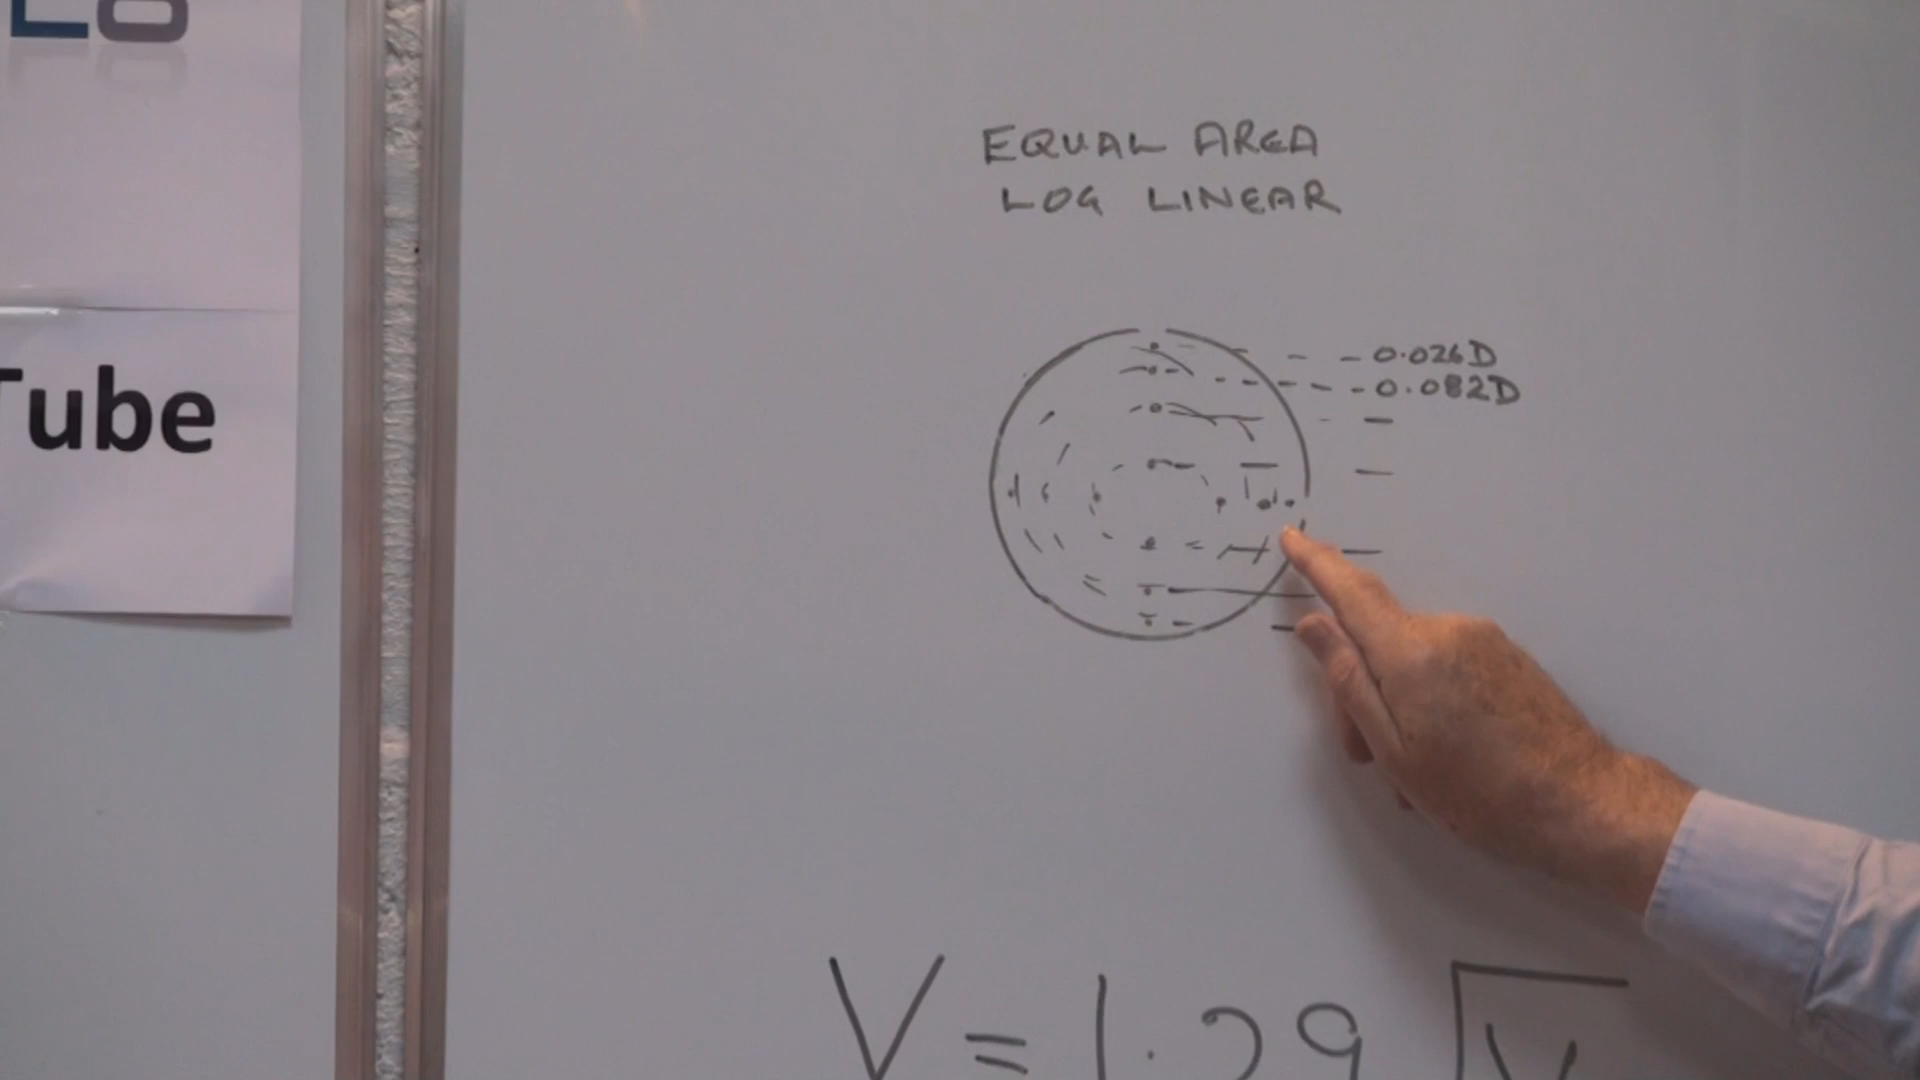 Tube
EQUAL AREA
LOG LINEAR
0.026D
0.082D
V = 1.29 √V